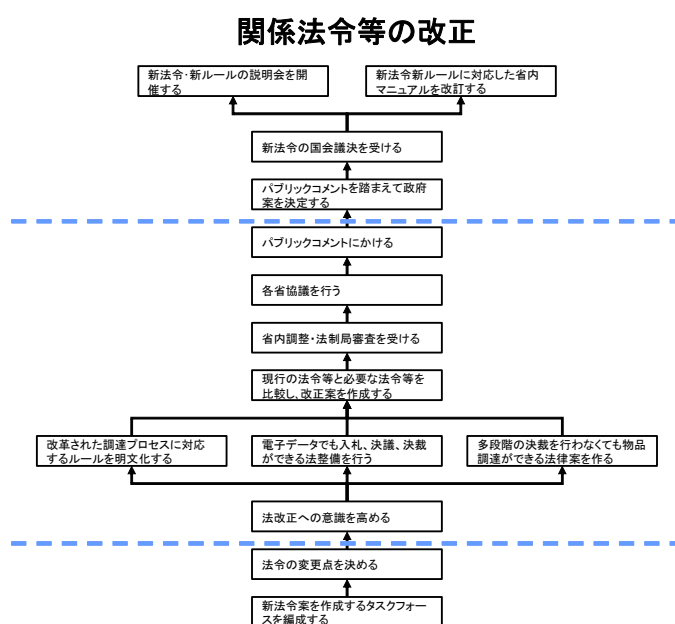 関係法令等の改正
新法令・新ルールの説明会を開
催する
新法令新ルールに対応した省内
マニュアルを改訂する
新法令の国会議決を受ける
パブリックコメントを踏まえて政府
案を決定する
パブリックコメントにかける
各省協議を行う
省内調整・法制局審査を受ける
現行の法令等と必要な法令等を
比較し、改正案を作成する
改革された調達プロセスに対応
するルールを明文化する
電子データでも入札、決議、決裁
ができる法整備を行う
多段階の決裁を行わなくても物品
調達ができる法律案を作る
法改正への意識を高める
法令の変更点を決める
新法令案を作成するタスクフォー
スを編成する